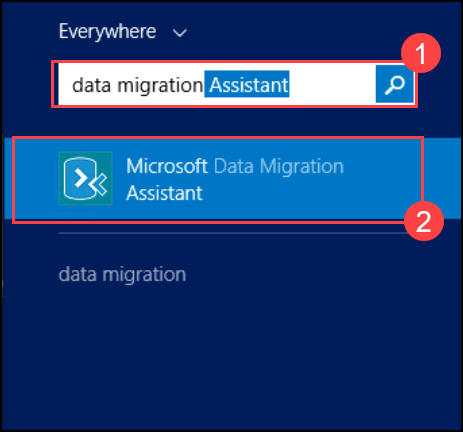 Everywhere
1
data migration Assistant
Microsoft Data Migration
Assistant
2
data migration